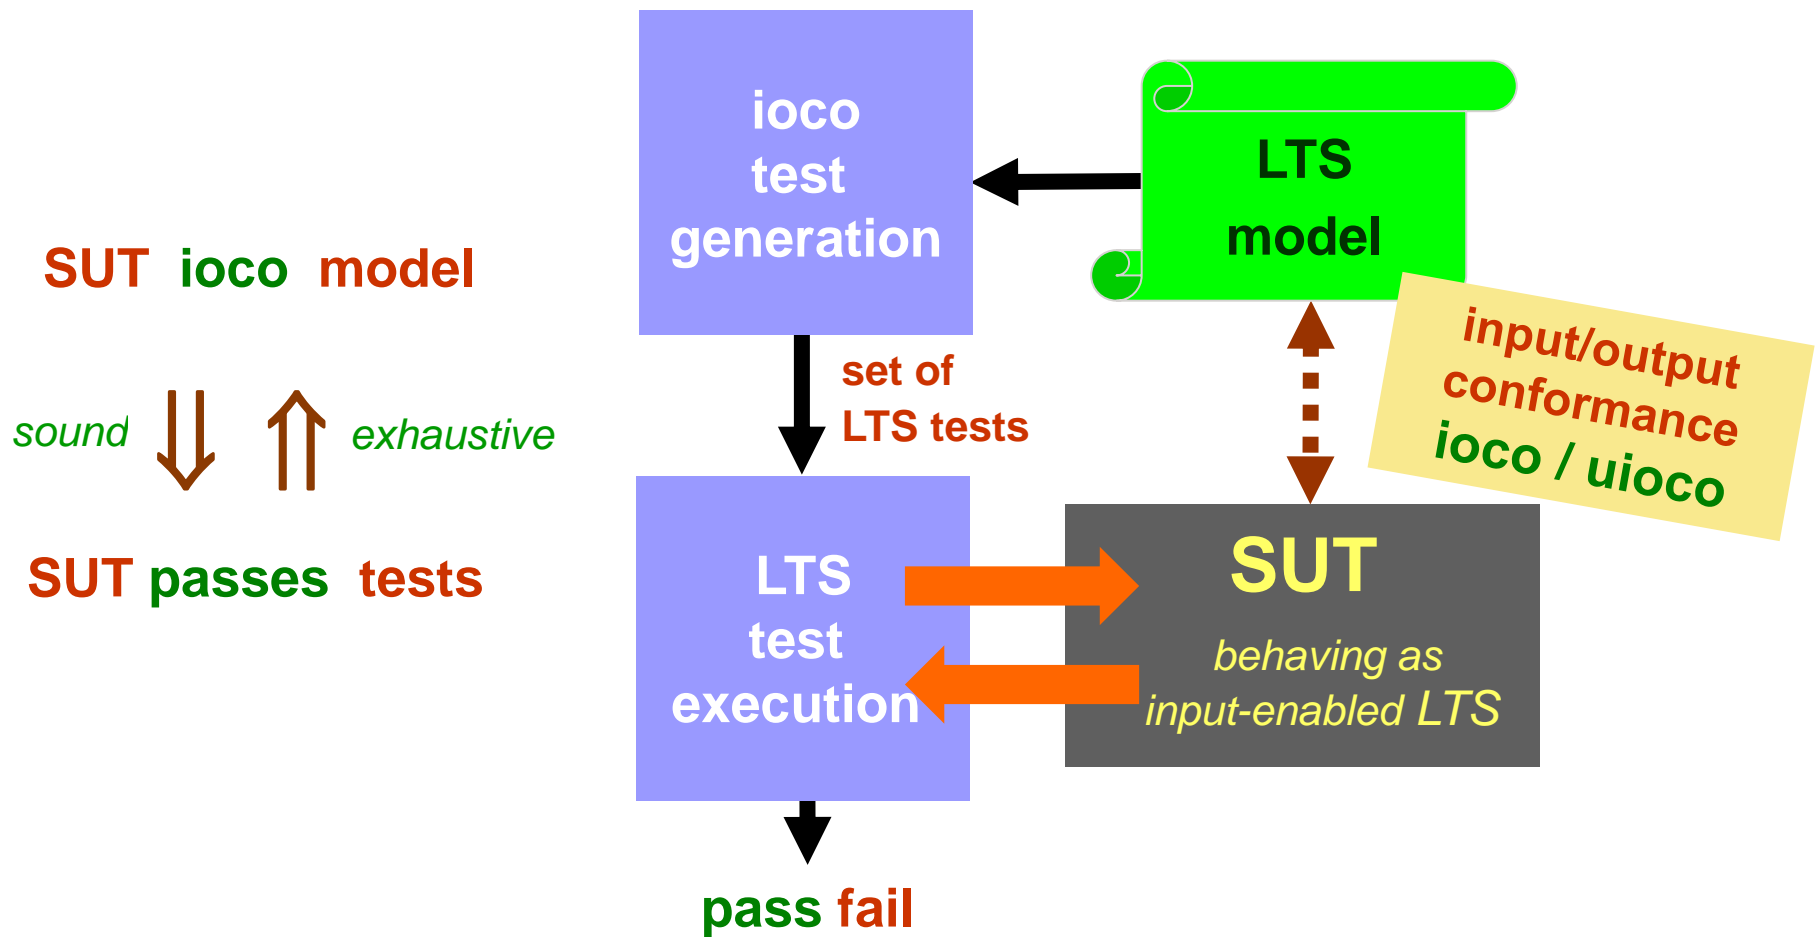 ioco
test
generation
LTS
model
SUT ioco model
input/output
conformance
ioco / uioco
set of
LTS tests
sound
exhaustive
SUT passes tests
LTS
test
execution
SUT
behaving as
input-enabled LTS
pass fail